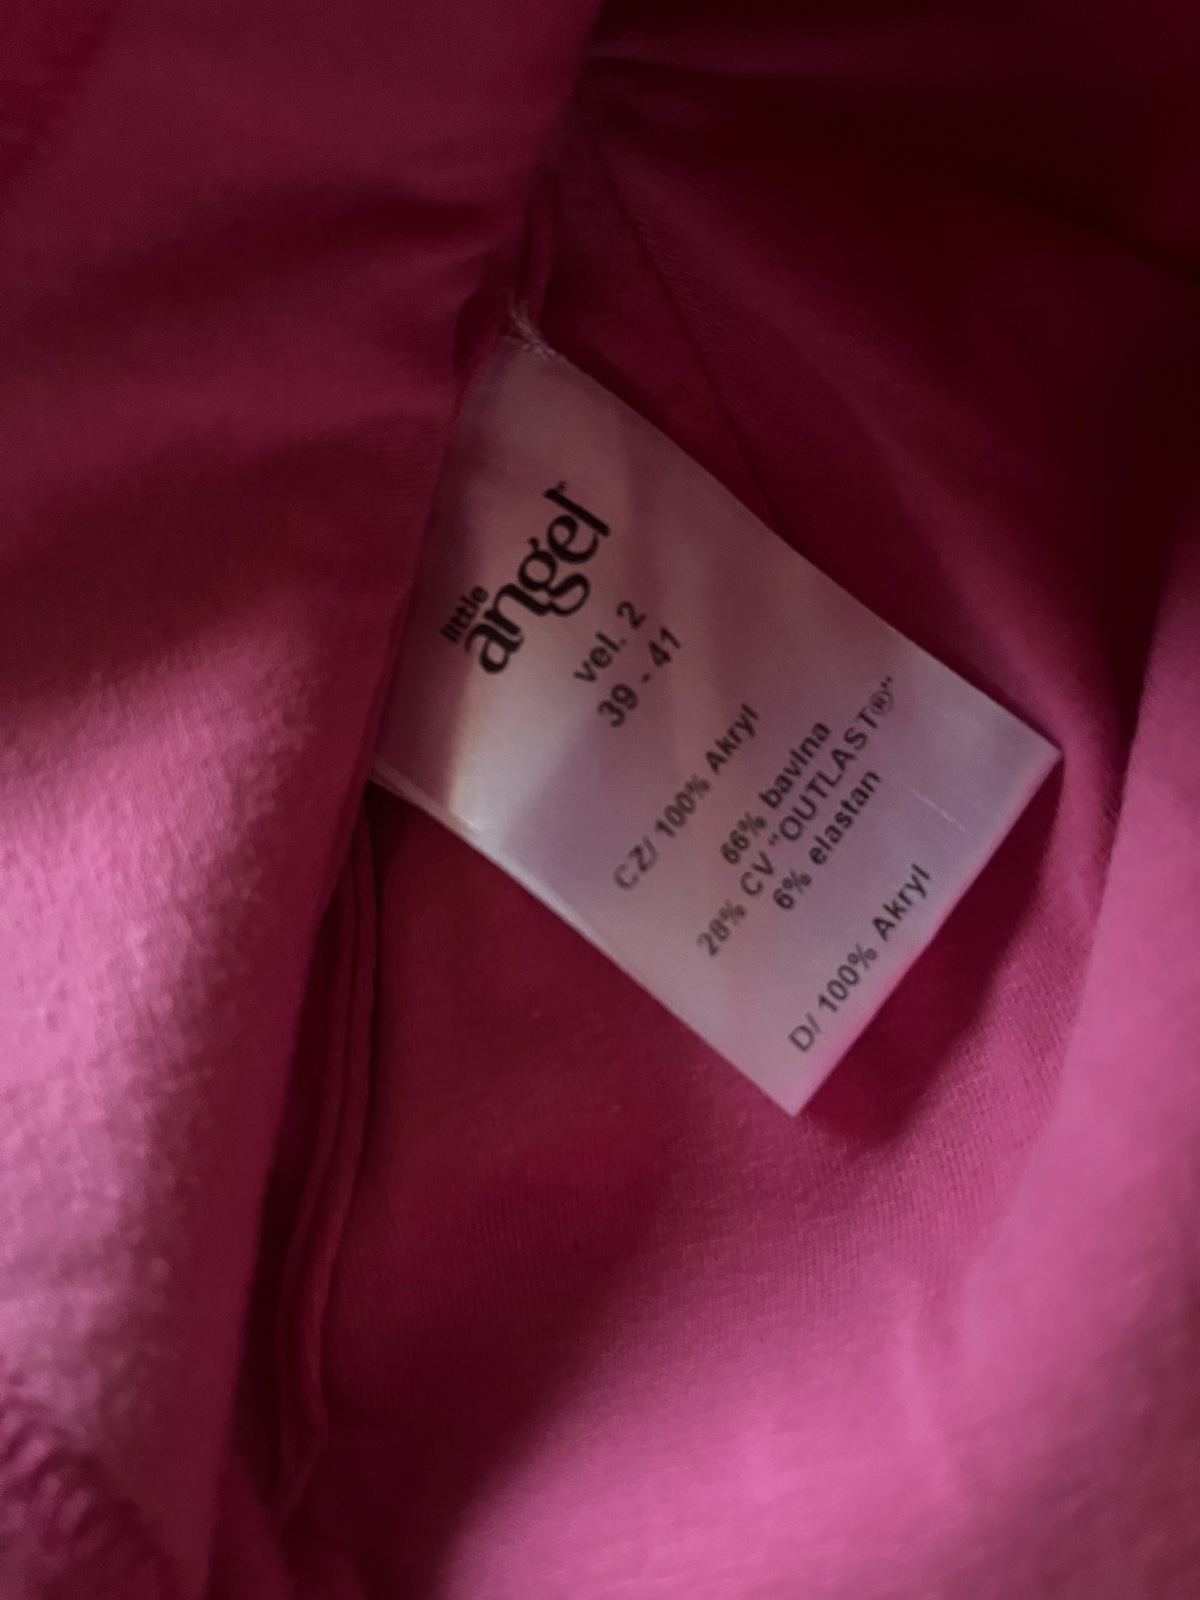 little
angel
vel. 2
39 - 41
CZ/ 100% Akryl
66% bavlna
28% CV "OUTLAST®"
6% elastan
D/ 100% Akryl